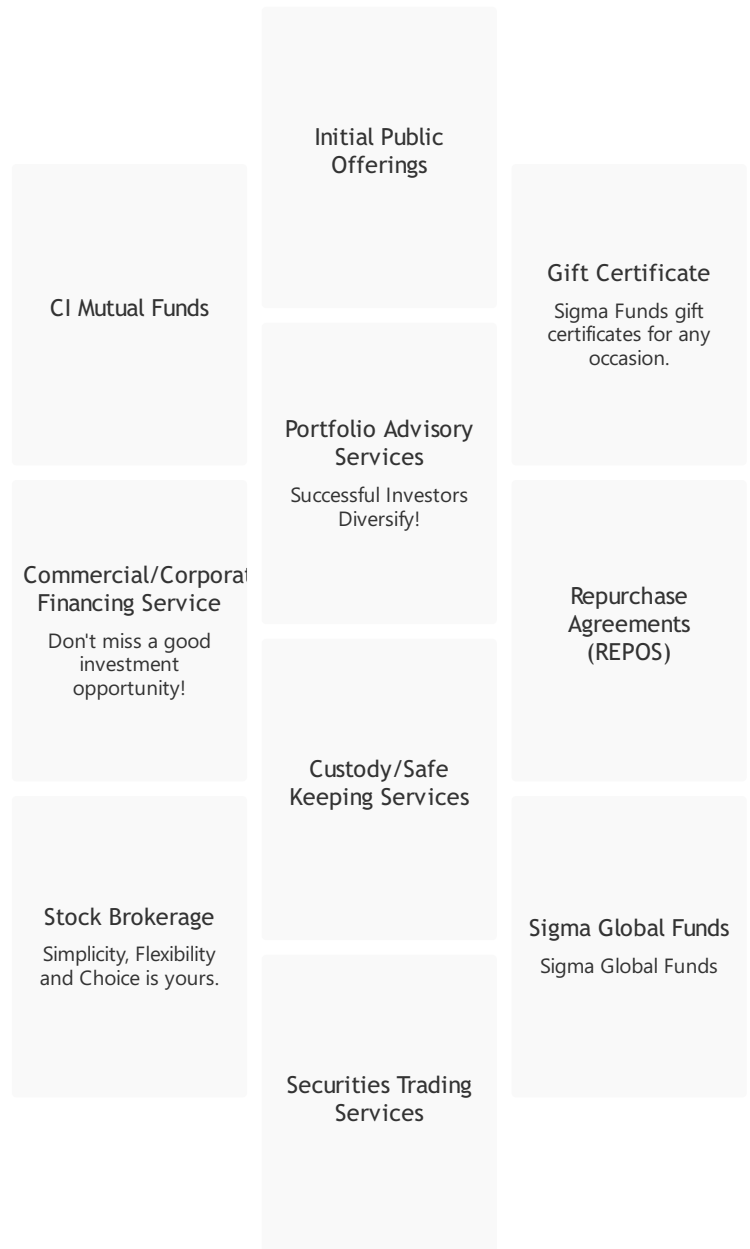 Initial Public
Offerings
CI Mutual Funds
Gift Certificate
Sigma Funds gift
certificates for any
occasion.
Portfolio Advisory
Services
Successful Investors
Diversify!
Commercial/Corporat
Financing Service
Don't miss a good
investment
opportunity!
Repurchase
Agreements
(REPOS)
Custody/Safe
Keeping Services
Stock Brokerage
Simplicity, Flexibility
and Choice is yours.
Sigma Global Funds
Sigma Global Funds
Securities Trading
Services